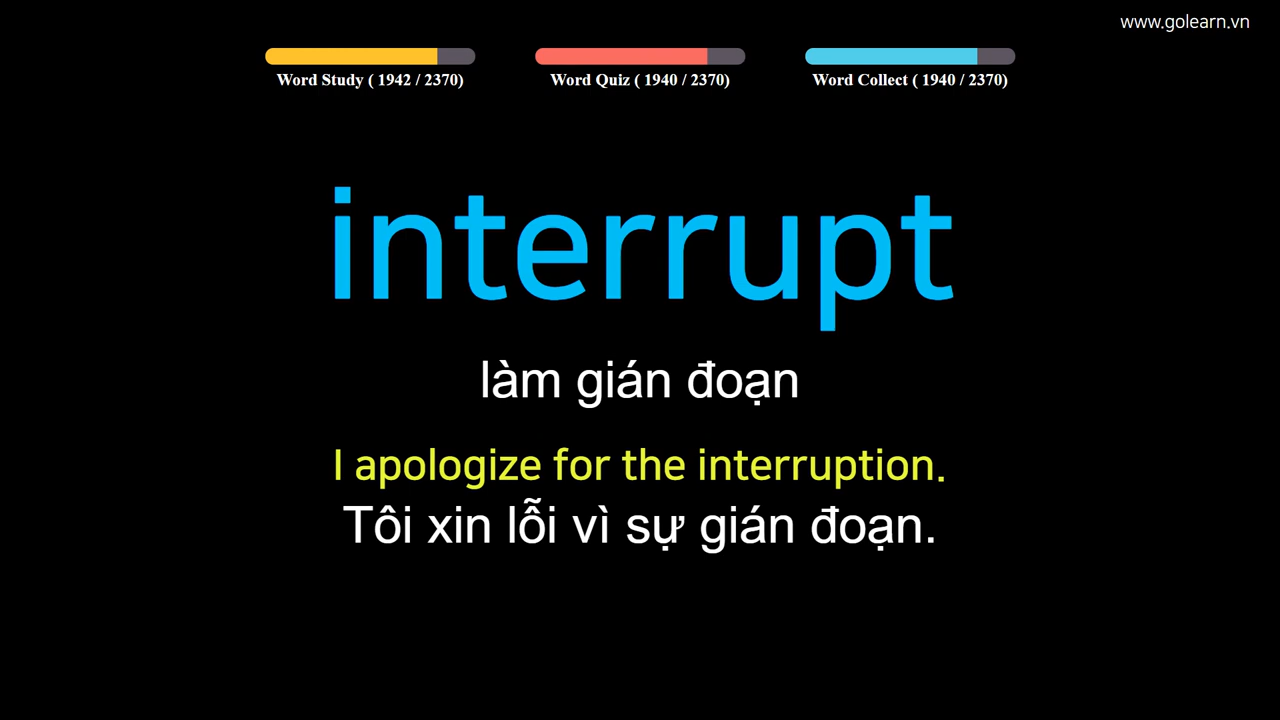 www.golearn.vn
Word Study ( 1942 / 2370)
Word Quiz ( 1940 / 2370)
Word Collect ( 1940 / 2370)
interrupt
làm gián đoạn
I apologize for the interruption.
Tôi xin lỗi vì sự gián đoạn.